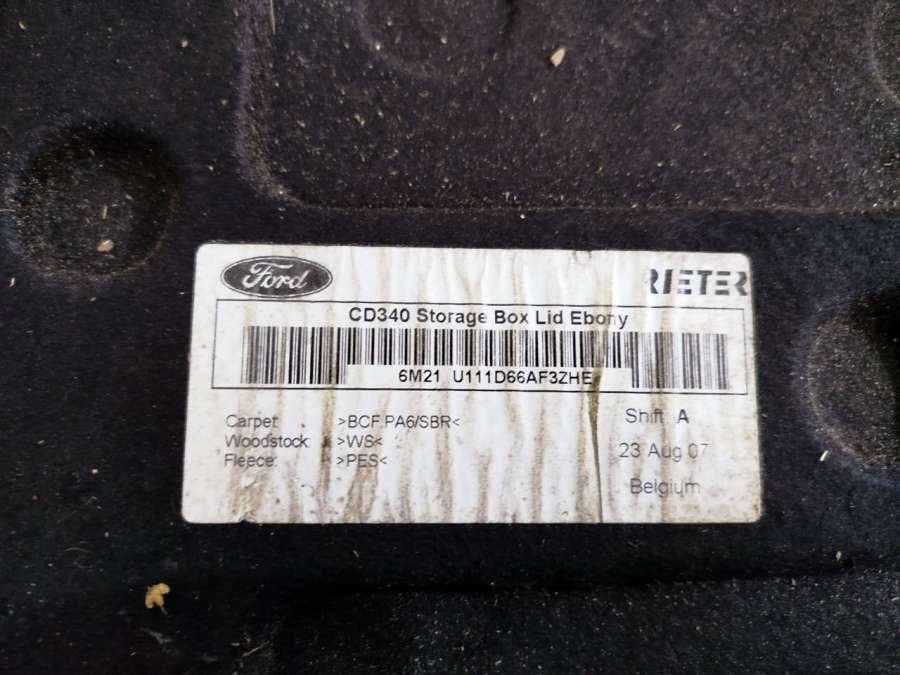 Ford
RIETER
CD340 Storage Box Lid Ebony
6M21 U111D66AF3ZHE
Carpet: >BCF.PA6/SBR<
Woodstock: >WS<
Fleece: >PES<
Shift A
23 Aug 07
Belgium